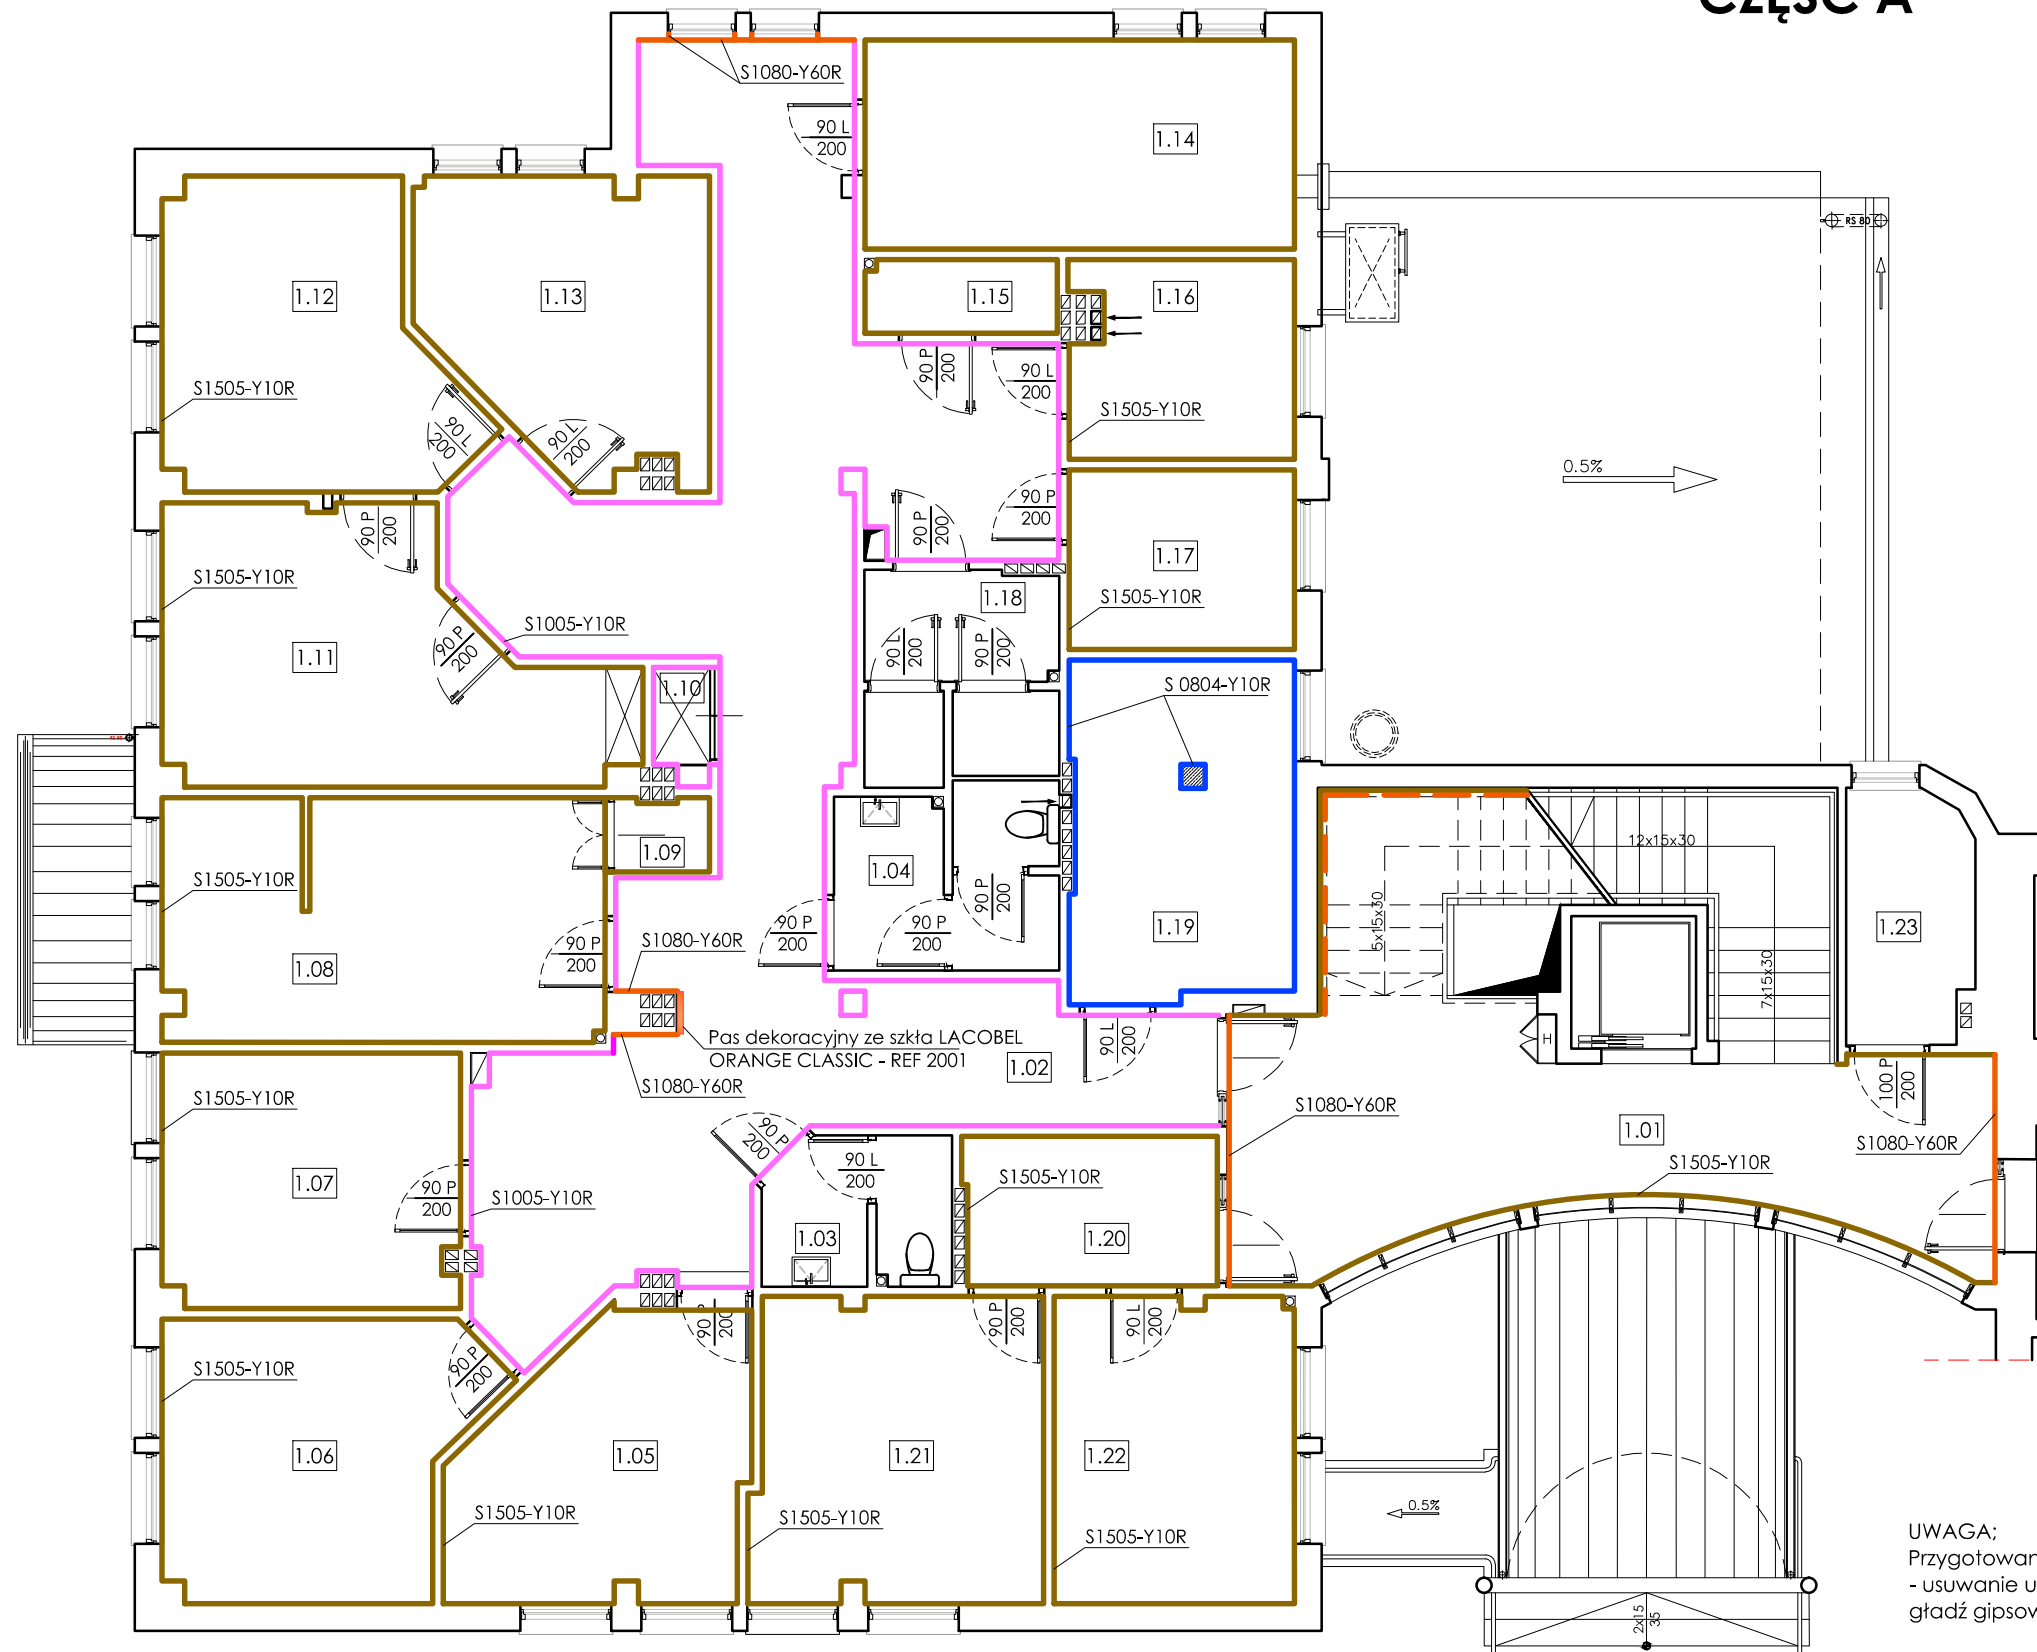 CZĘŚĆ A
S1080-Y60R
90 L
200
1.14
RS 80
1.12
1.13
1.15
1.16
90 P
200
90 L
200
S1505-Y10R
S1505-Y10R
90 L
200
90 L
200
0.5%
90 P
200
90 P
200
90 P
200
1.17
S1505-Y10R
1.18
S1505-Y10R
S1005-Y10R
1.11
90 P
200
90 L
200
90 P
200
1.10
S 0804-Y10R
12x15x30
1.09
1.04
S1505-Y10R
90 P
200
5x15x30
1.19
1.23
90 P
200
90 P
200
S1080-Y60R
90 P
200
1.08
7x15x30
Pas dekoracyjny ze szkła LACOBEL
ORANGE CLASSIC - REF 2001
90 L
200
H
1.02
S1080-Y60R
100 P
200
S1505-Y10R
S1080-Y60R
90 P
200
1.01
S1080-Y60R
90 L
200
S1505-Y10R
S1505-Y10R
1.07
90 P
200
S1005-Y10R
1.03
1.20
90 P
200
90 P
200
90 L
200
90 P
200
S1505-Y10R
1.06
1.05
1.21
1.22
S1505-Y10R
S1505-Y10R
S1505-Y10R
0.5%
UWAGA;
Przygotowan
- usuwanie u
gładź gipsow
2x15
35